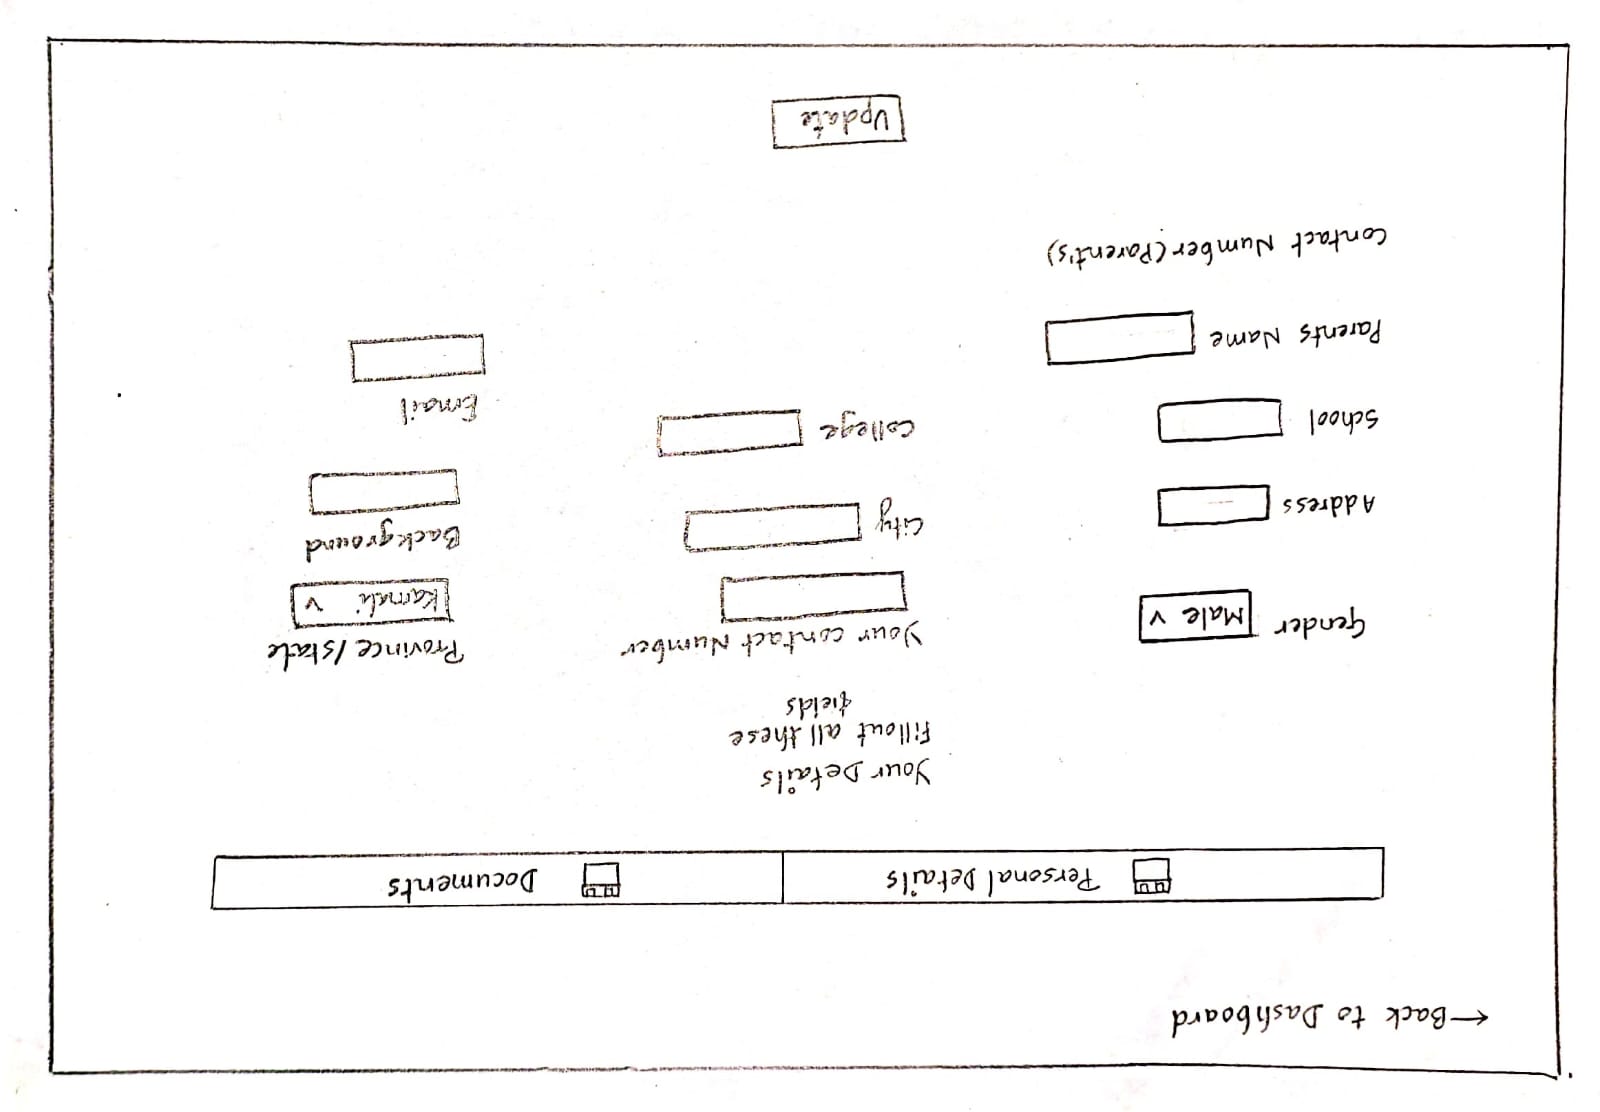 ←Back to Dashboard
Personal Details
Documents
Your Details
Fillout all these
fields
Gender Male v
Your contact Number
Province/State
Karnali v
Address
City
Background
School
College
Email
Parents Name
Contact Number (Parent's)
Update